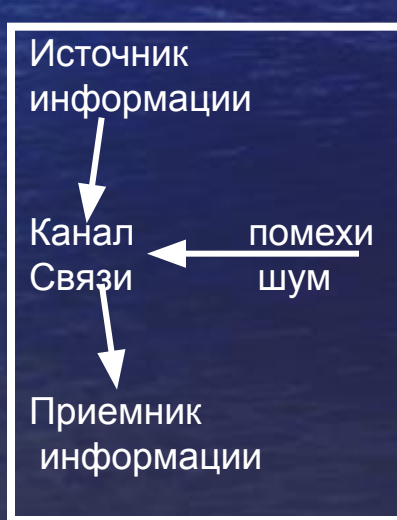 Источник
информации
Канал помехи
Связи шум
Приемник
информации